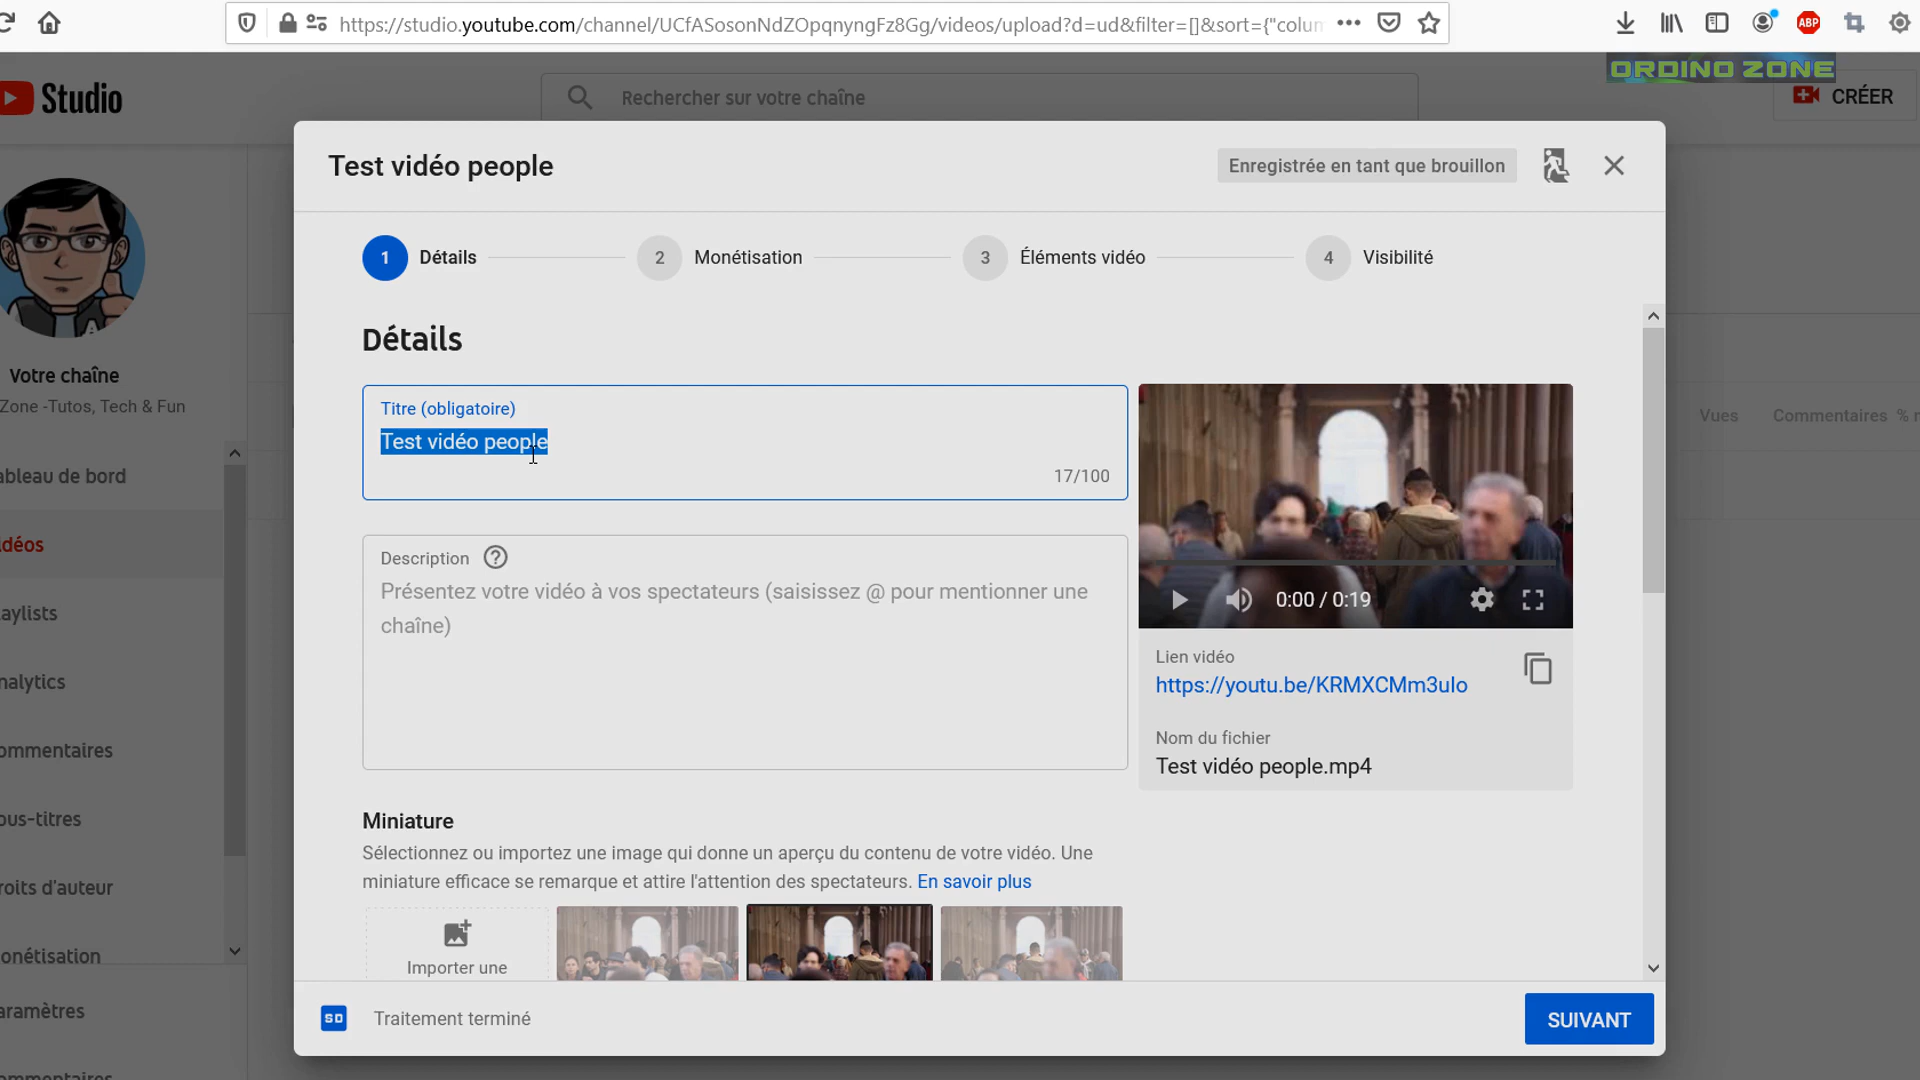 https://studio.youtube.com/channel/UCfASosonNdZOpqnyngFz8Gg/videos/upload?d=ud&filter=[]&sort={"colum
ABP
ORDINO ZONE
Studio
Rechercher sur votre chaîne
CRÉER
Test vidéo people
Enregistrée en tant que brouillon
1 Détails
2 Monétisation
3 Éléments vidéo
4 Visibilité
Détails
Votre chaîne
Zone -Tutos, Tech & Fun
Titre (obligatoire)
Test vidéo people
17/100
Vues Commentaires %
ableau de bord
idéos
aylists
nalytics
ommentaires
ous-titres
roits d'auteur
onétisation
aramètres
Description
Présentez votre vidéo à vos spectateurs (saisissez @ pour mentionner une
chaîne)
0:00 / 0:19
Lien vidéo
https://youtu.be/KRMXCMm3uIo
Nom du fichier
Test vidéo people.mp4
Miniature
Sélectionnez ou importez une image qui donne un aperçu du contenu de votre vidéo. Une
miniature efficace se remarque et attire l'attention des spectateurs. En savoir plus
Importer une
SD Traitement terminé
SUIVANT